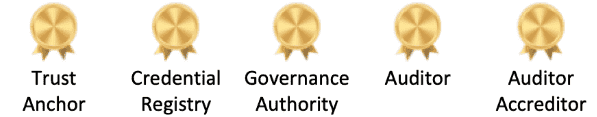 Trust
Anchor
Credential
Registry
Governance
Authority
Auditor
Auditor
Accreditor